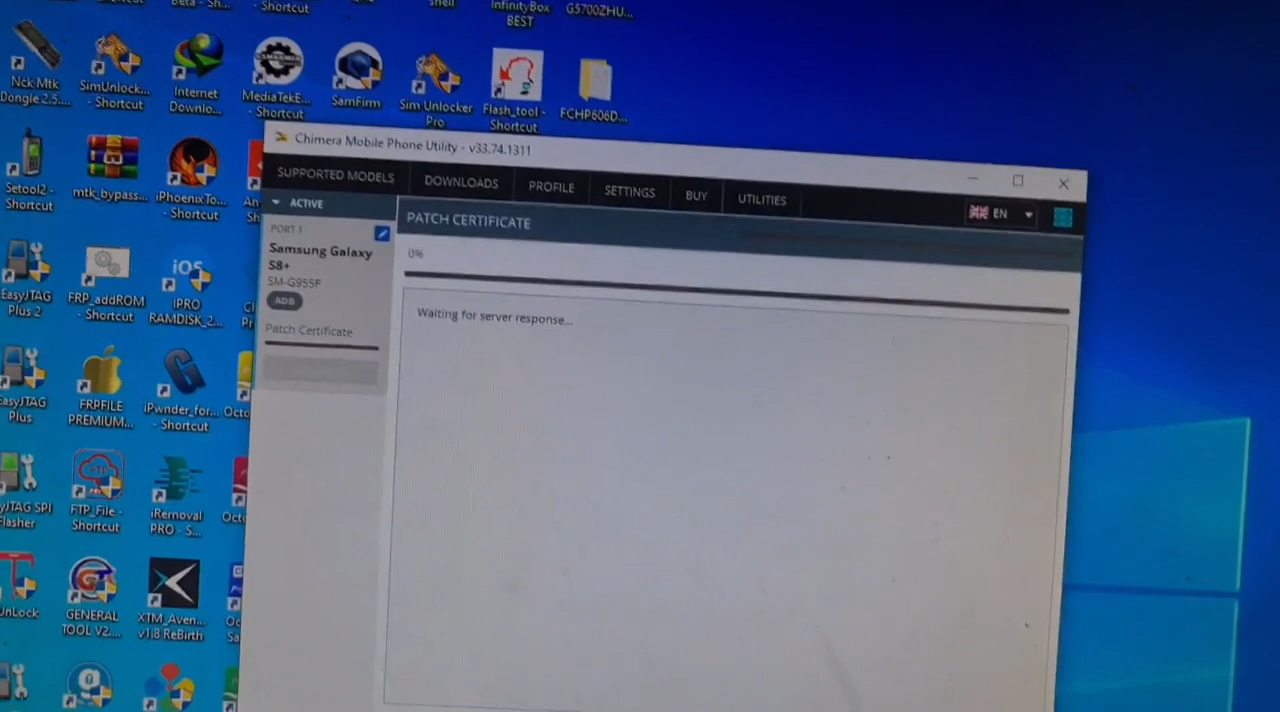 - Shortcut
shell
InfinityBox
BEST
G5700ZHU...
Nck Mtk
Dongle 2.5....
SimUnlock...
- Shortcut
Internet
Downlo...
MediaTekE...
- Shortcut
SamFirm
Sim Unlocker
Pro
Flash_tool -
Shortcut
FCHP606D...
Setool2 -
Shortcut
mtk_bypass...
iPhoenixTo...
- Shortcut
EasyJTAG
Plus 2
FRP_addROM
- Shortcut
iOS
IPRO
RAMDISK_2...
EasyJTAG
Plus
FRPFILE
PREMIUM...
iPwnder_for...
- Shortcut
FTP_File -
Shortcut
iRemoval
PRO - S...
GENERAL
TOOL V2....
XTM_Aven...
v1.8 ReBirth
Chimera Mobile Phone Utility - v33.74.1311
SUPPORTED MODELS
DOWNLOADS
PROFILE
SETTINGS
BUY
UTILITIES
EN
ACTIVE
PORT 1
Samsung Galaxy
S8+
SM-G955F
ADD
Patch Certificate
PATCH CERTIFICATE
0%
Waiting for server response...